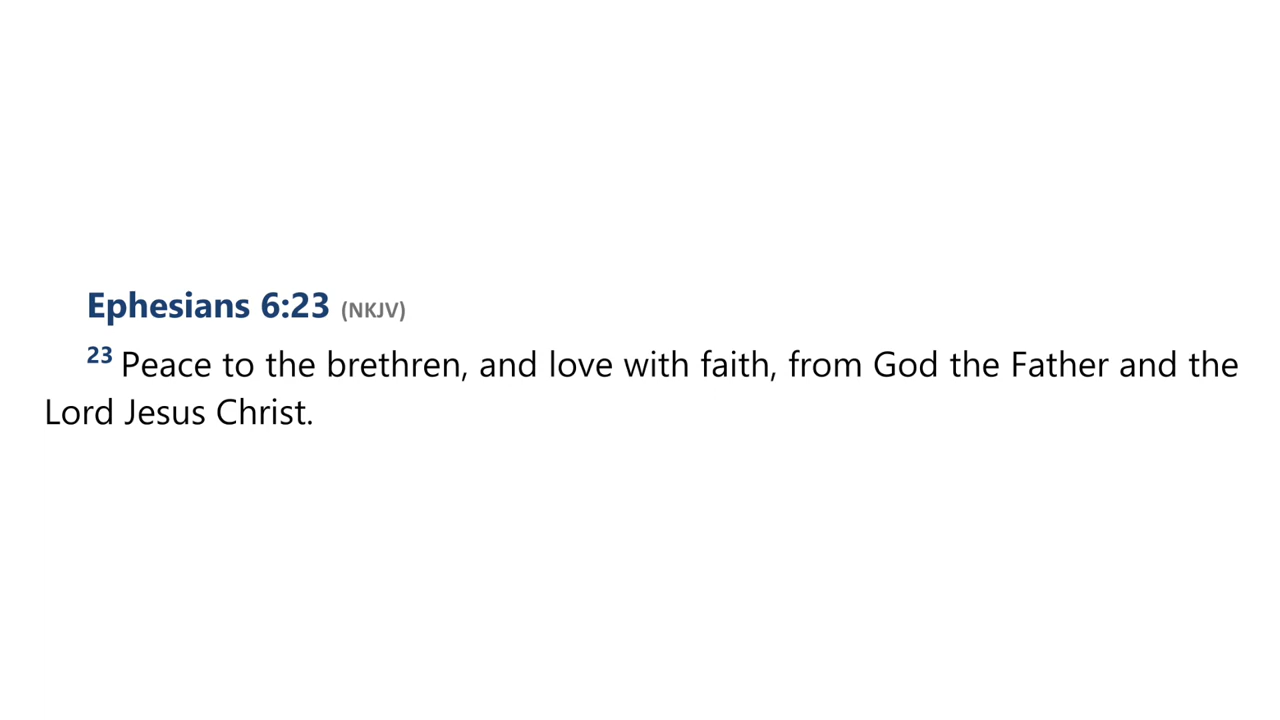 Ephesians 6:23 (NKJV)
23 Peace to the brethren, and love with faith, from God the Father and the
Lord Jesus Christ.